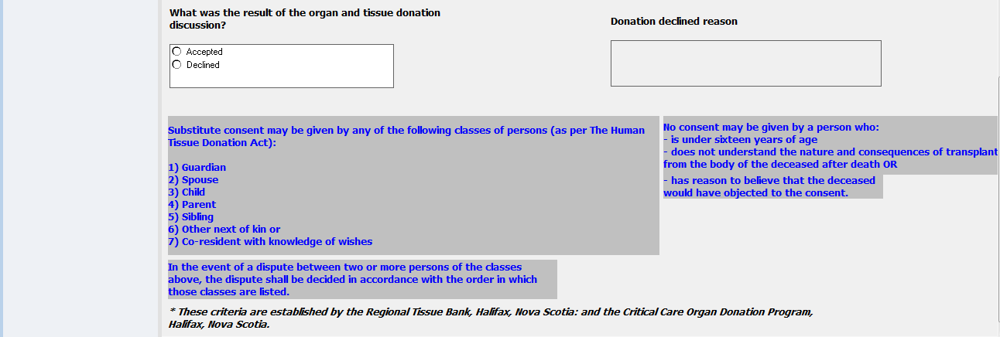 What was the result of the organ and tissue donation
discussion?
Donation declined reason
Accepted
Declined
Substitute consent may be given by any of the following classes of persons (as per The Human
Tissue Donation Act):
1) Guardian
2) Spouse
3) Child
4) Parent
5) Sibling
6) Other next of kin or
7) Co-resident with knowledge of wishes
No consent may be given by a person who:
- is under sixteen years of age
- does not understand the nature and consequences of transplant
from the body of the deceased after death OR
- has reason to believe that the deceased
would have objected to the consent.
In the event of a dispute between two or more persons of the classes
above, the dispute shall be decided in accordance with the order in which
those classes are listed.
* These criteria are established by the Regional Tissue Bank, Halifax, Nova Scotia: and the Critical Care Organ Donation Program,
Halifax, Nova Scotia.